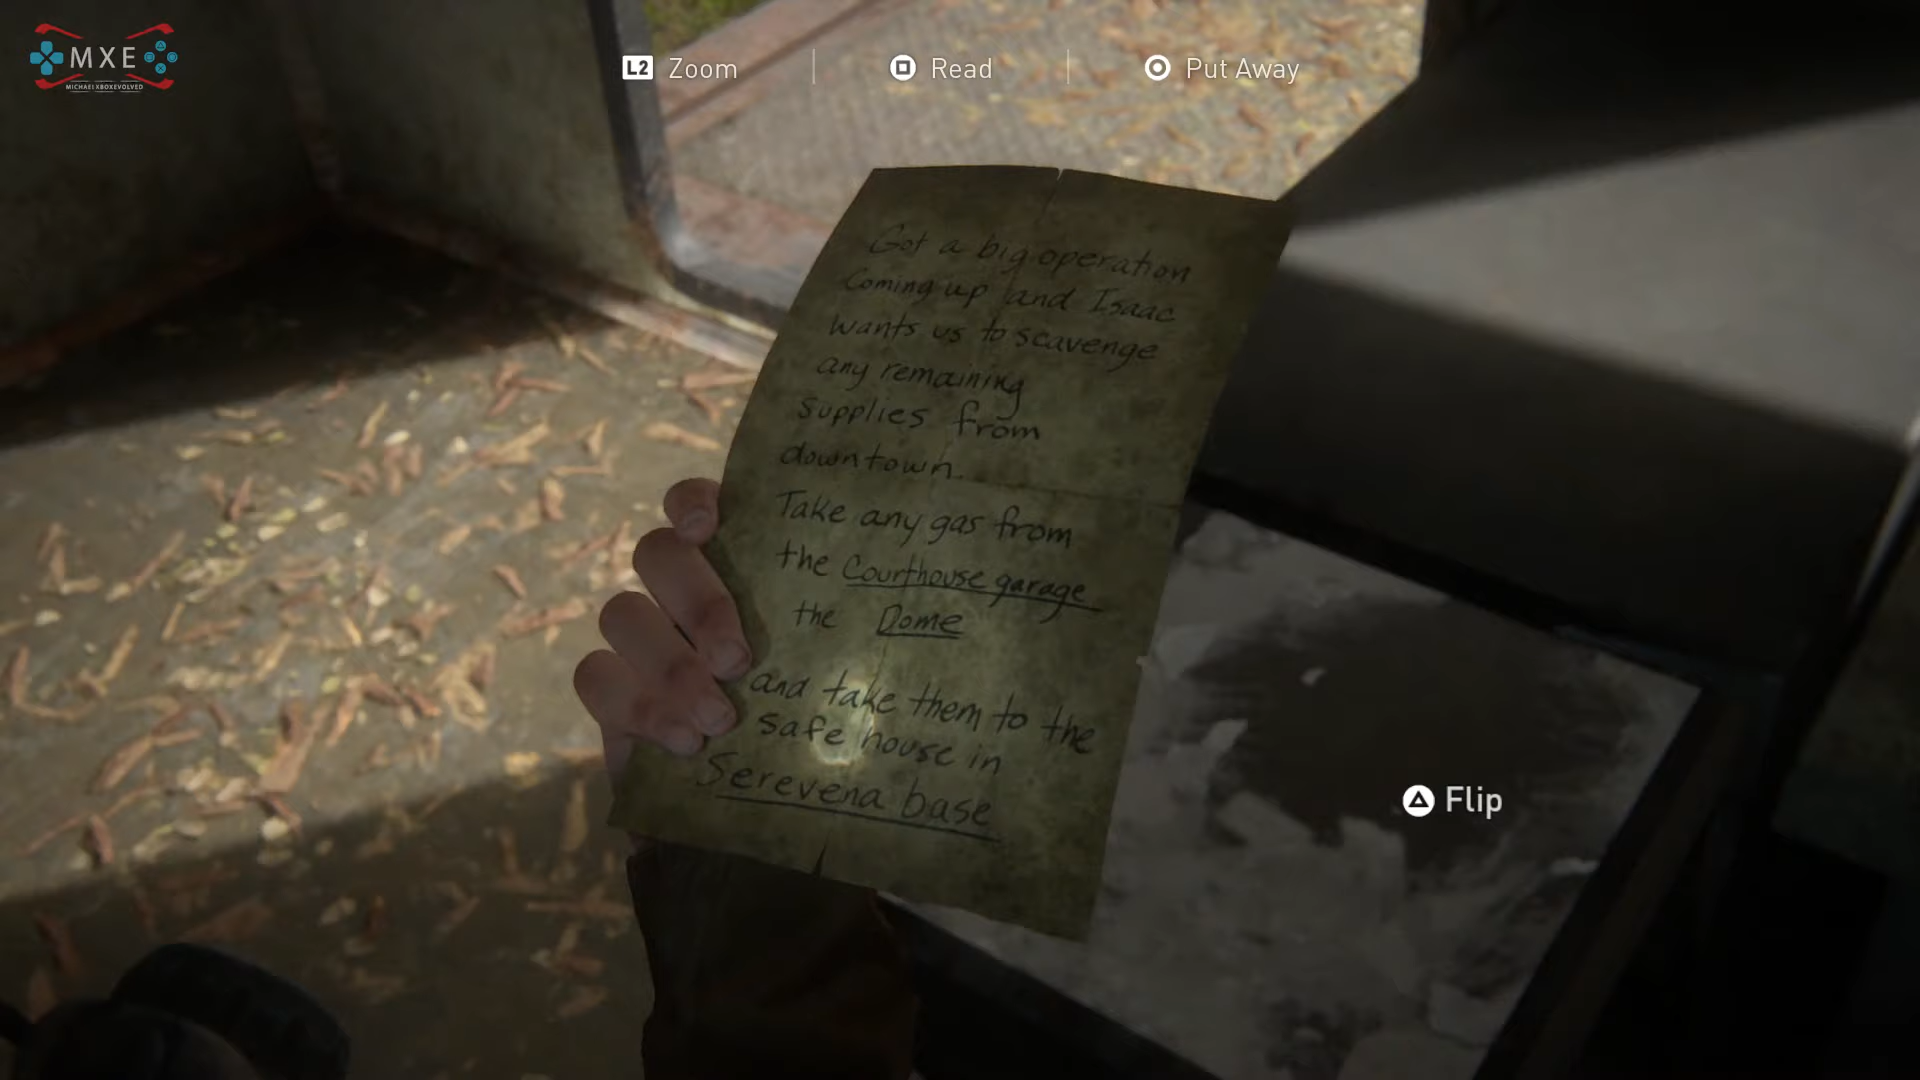 MXE
MICHAELXBOXEVOLVED
L2 Zoom
Read
Put Away
Got a big operation
Coming up and Isaac
wants us to scavenge
any remaining
supplies from
downtown.
Take any gas from
the Courthouse garage
the Dome
and take them to the
safe house in
Serevena base
Flip